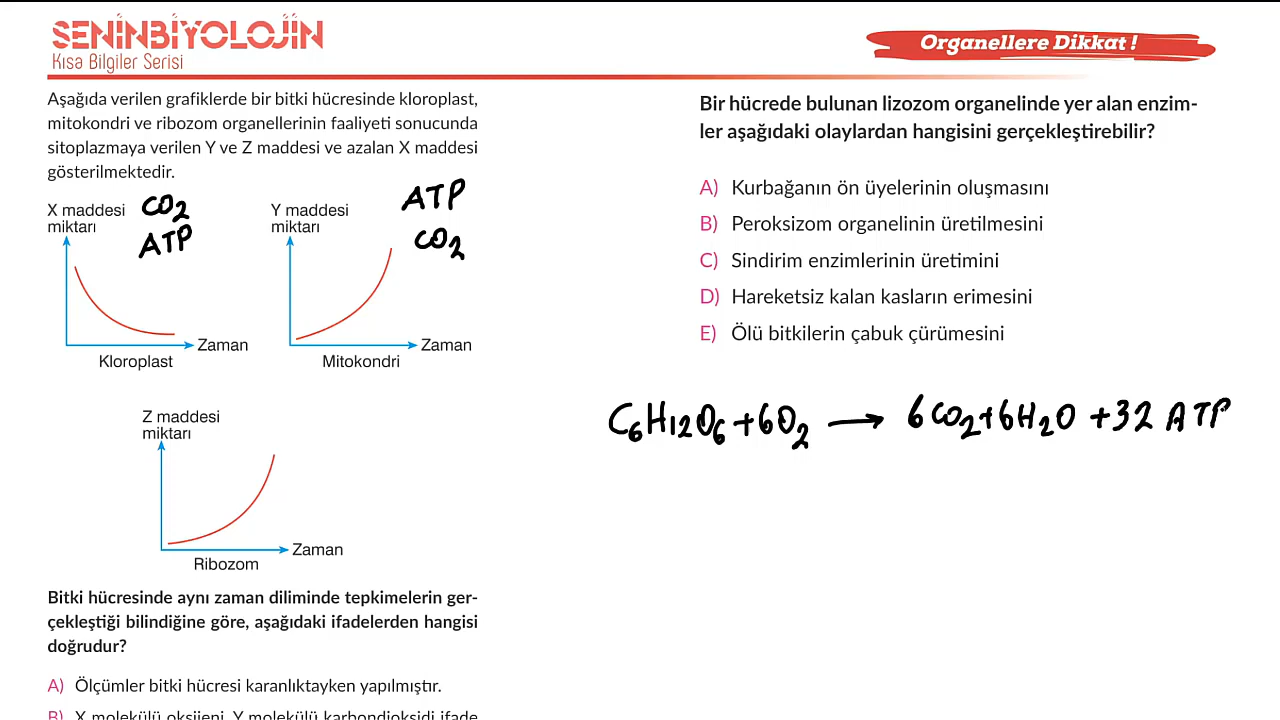 SENİNBİYOLOJİN
Kısa Bilgiler Serisi
Organellere Dikkat !
Aşağıda verilen grafiklerde bir bitki hücresinde kloroplast,
mitokondri ve ribozom organellerinin faaliyeti sonucunda
sitoplazmaya verilen Y ve Z maddesi ve azalan X maddesi
gösterilmektedir.
X maddesi
miktarı
CO2
ATP
Zaman
Kloroplast
Y maddesi
miktarı
ATP
CO2
Zaman
Mitokondri
Z maddesi
miktarı
Zaman
Ribozom
Bitki hücresinde aynı zaman diliminde tepkimelerin ger-
çekleştiği bilindiğine göre, aşağıdaki ifadelerden hangisi
doğrudur?
A) Ölçümler bitki hücresi karanlıktayken yapılmıştır.
B) X molekülü oksijeni, Y molekülü karbondioksidi ifade
Bir hücrede bulunan lizozom organelinde yer alan enzim-
ler aşağıdaki olaylardan hangisini gerçekleştirebilir?
A) Kurbağanın ön üyelerinin oluşmasını
B) Peroksizom organelinin üretilmesini
C) Sindirim enzimlerinin üretimini
D) Hareketsiz kalan kasların erimesini
E) Ölü bitkilerin çabuk çürümesini
C6H12O6+6O2 → 6CO2+6H2O+32 ATP